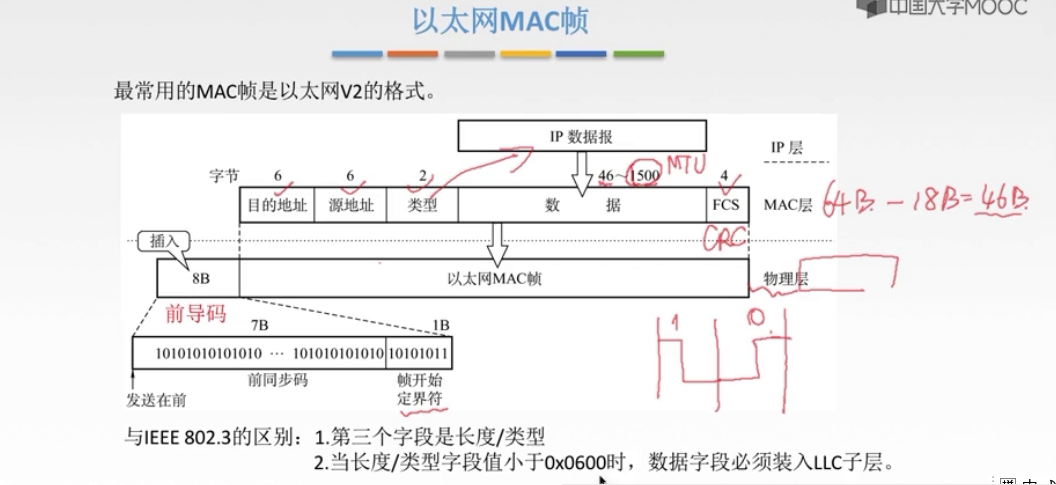 中国大学MOOC
以太网MAC帧
最常用的MAC帧是以太网V2的格式。
IP 数据报
IP 层
字节 6 6 2 46~1500 MTU 4
目的地址 源地址 类型 数 据 FCS
MAC层 64B - 18B = 46B
CRC
插入
8B 以太网MAC帧 物理层
前导码
7B 1B
10101010101010 ··· 101010101010 10101011
前同步码 帧开始
定界符
发送在前
1 0
与IEEE 802.3的区别：1.第三个字段是长度/类型
2.当长度/类型字段值小于0x0600时，数据字段必须装入LLC子层。